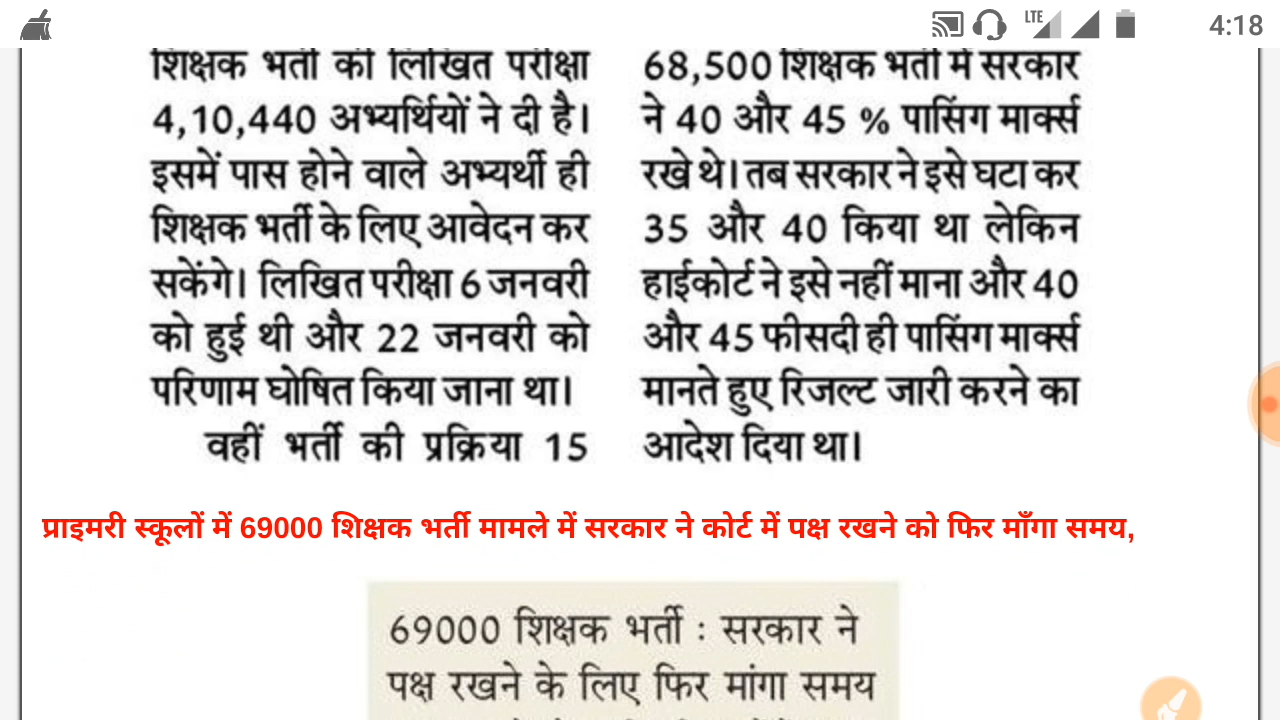 LTE
4:18
शिक्षक भर्ती की लिखित परीक्षा
4,10,440 अभ्यर्थियों ने दी है।
इसमें पास होने वाले अभ्यर्थी ही
शिक्षक भर्ती के लिए आवेदन कर
सकेंगे। लिखित परीक्षा 6 जनवरी
को हुई थी और 22 जनवरी को
परिणाम घोषित किया जाना था।
वहीं भर्ती की प्रक्रिया 15
68,500 शिक्षक भर्ती में सरकार
ने 40 और 45 % पासिंग मार्क्स
रखे थे। तब सरकार ने इसे घटा कर
35 और 40 किया था लेकिन
हाईकोर्ट ने इसे नहीं माना और 40
और 45 फीसदी ही पासिंग मार्क्स
मानते हुए रिजल्ट जारी करने का
आदेश दिया था।
प्राइमरी स्कूलों में 69000 शिक्षक भर्ती मामले में सरकार ने कोर्ट में पक्ष रखने को फिर माँगा समय,
69000 शिक्षक भर्ती : सरकार ने
पक्ष रखने के लिए फिर मांगा समय